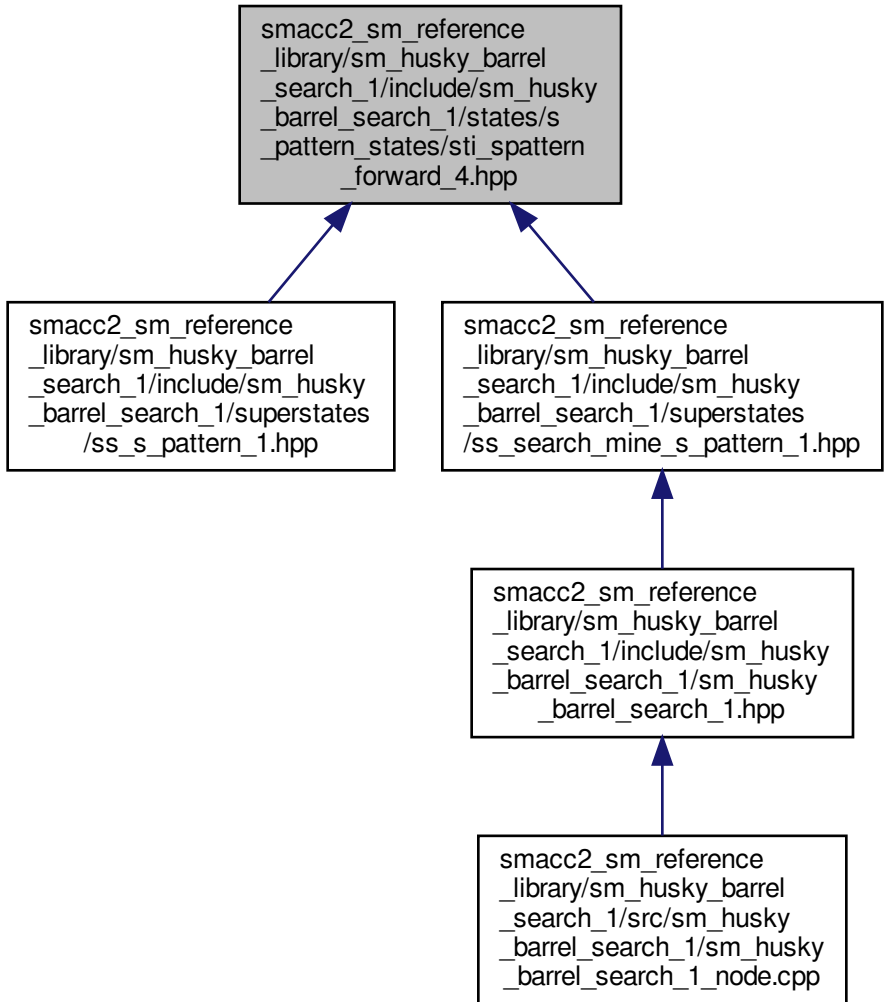 smacc2_sm_reference
_library/sm_husky_barrel
_search_1/include/sm_husky
_barrel_search_1/states/s
_pattern_states/sti_spattern
_forward_4.hpp
smacc2_sm_reference
_library/sm_husky_barrel
_search_1/include/sm_husky
_barrel_search_1/superstates
/ss_s_pattern_1.hpp
smacc2_sm_reference
_library/sm_husky_barrel
_search_1/include/sm_husky
_barrel_search_1/superstates
/ss_search_mine_s_pattern_1.hpp
smacc2_sm_reference
_library/sm_husky_barrel
_search_1/include/sm_husky
_barrel_search_1/sm_husky
_barrel_search_1.hpp
smacc2_sm_reference
_library/sm_husky_barrel
_search_1/src/sm_husky
_barrel_search_1/sm_husky
_barrel_search_1_node.cpp